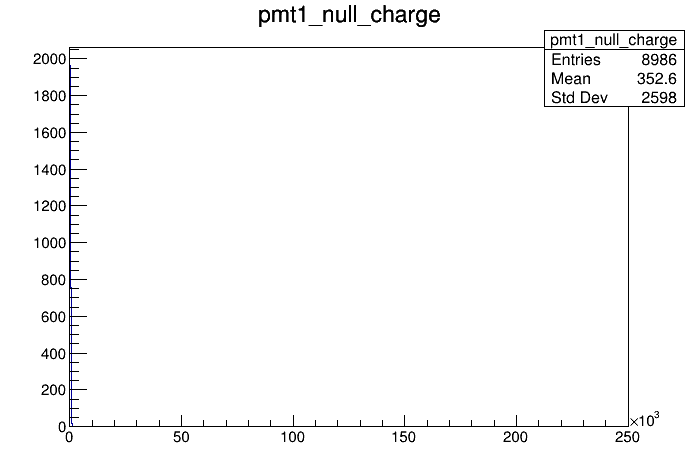 pmt1_null_charge
pmt1_null_charge
Entries 8986
Mean 352.6
Std Dev 2598
2000
1800
1600
1400
1200
1000
800
600
400
200
0
0 50 100 150 200 250
×10³